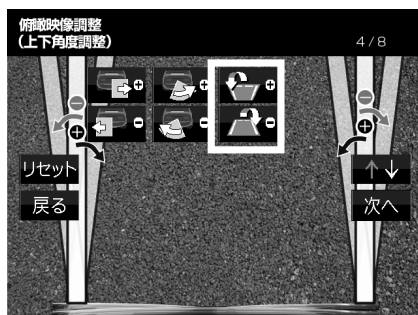 俯瞰映像調整
(上下角度調整)
4/8
リセット
戻る
次へ